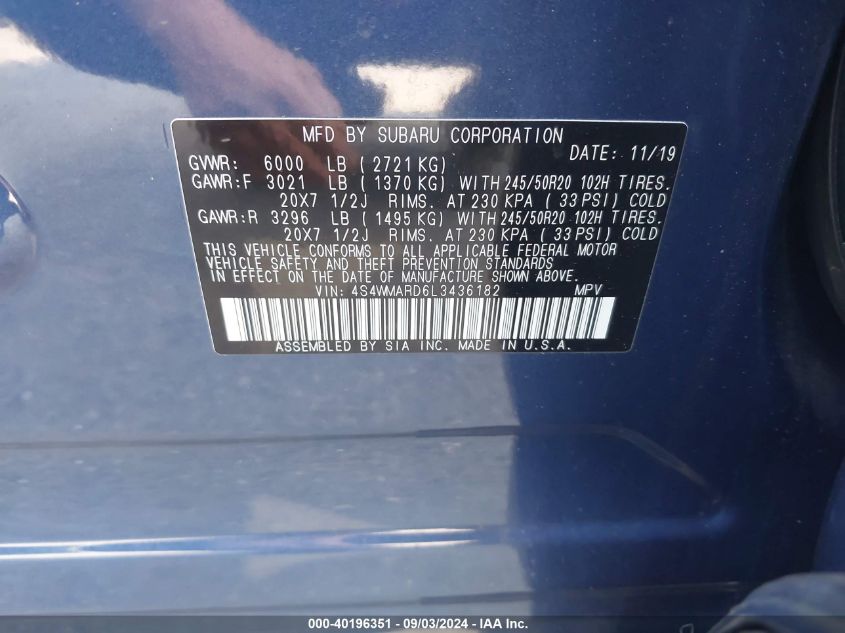 MFD BY SUBARU CORPORATION
GVWR: 6000 LB ( 2721 KG) DATE: 11/19
GAWR:F 3021 LB ( 1370 KG) WITH 245/50R20 102H TIRES.
20X7 1/2J RIMS. AT 230 KPA ( 33 PSI) COLD
GAWR:R 3296 LB ( 1495 KG) WITH 245/50R20 102H TIRES.
20X7 1/2J RIMS. AT 230 KPA ( 33 PSI) COLD
THIS VEHICLE CONFORMS TO ALL APPLICABLE FEDERAL MOTOR
VEHICLE SAFETY AND THEFT PREVENTION STANDARDS
IN EFFECT ON THE DATE OF MANUFACTURE SHOWN ABOVE.
VIN: 4S4WMARD6L3436182 MPV
ASSEMBLED BY SIA INC. MADE IN U.S.A.
000-40196351 - 09/03/2024 - IAA Inc.